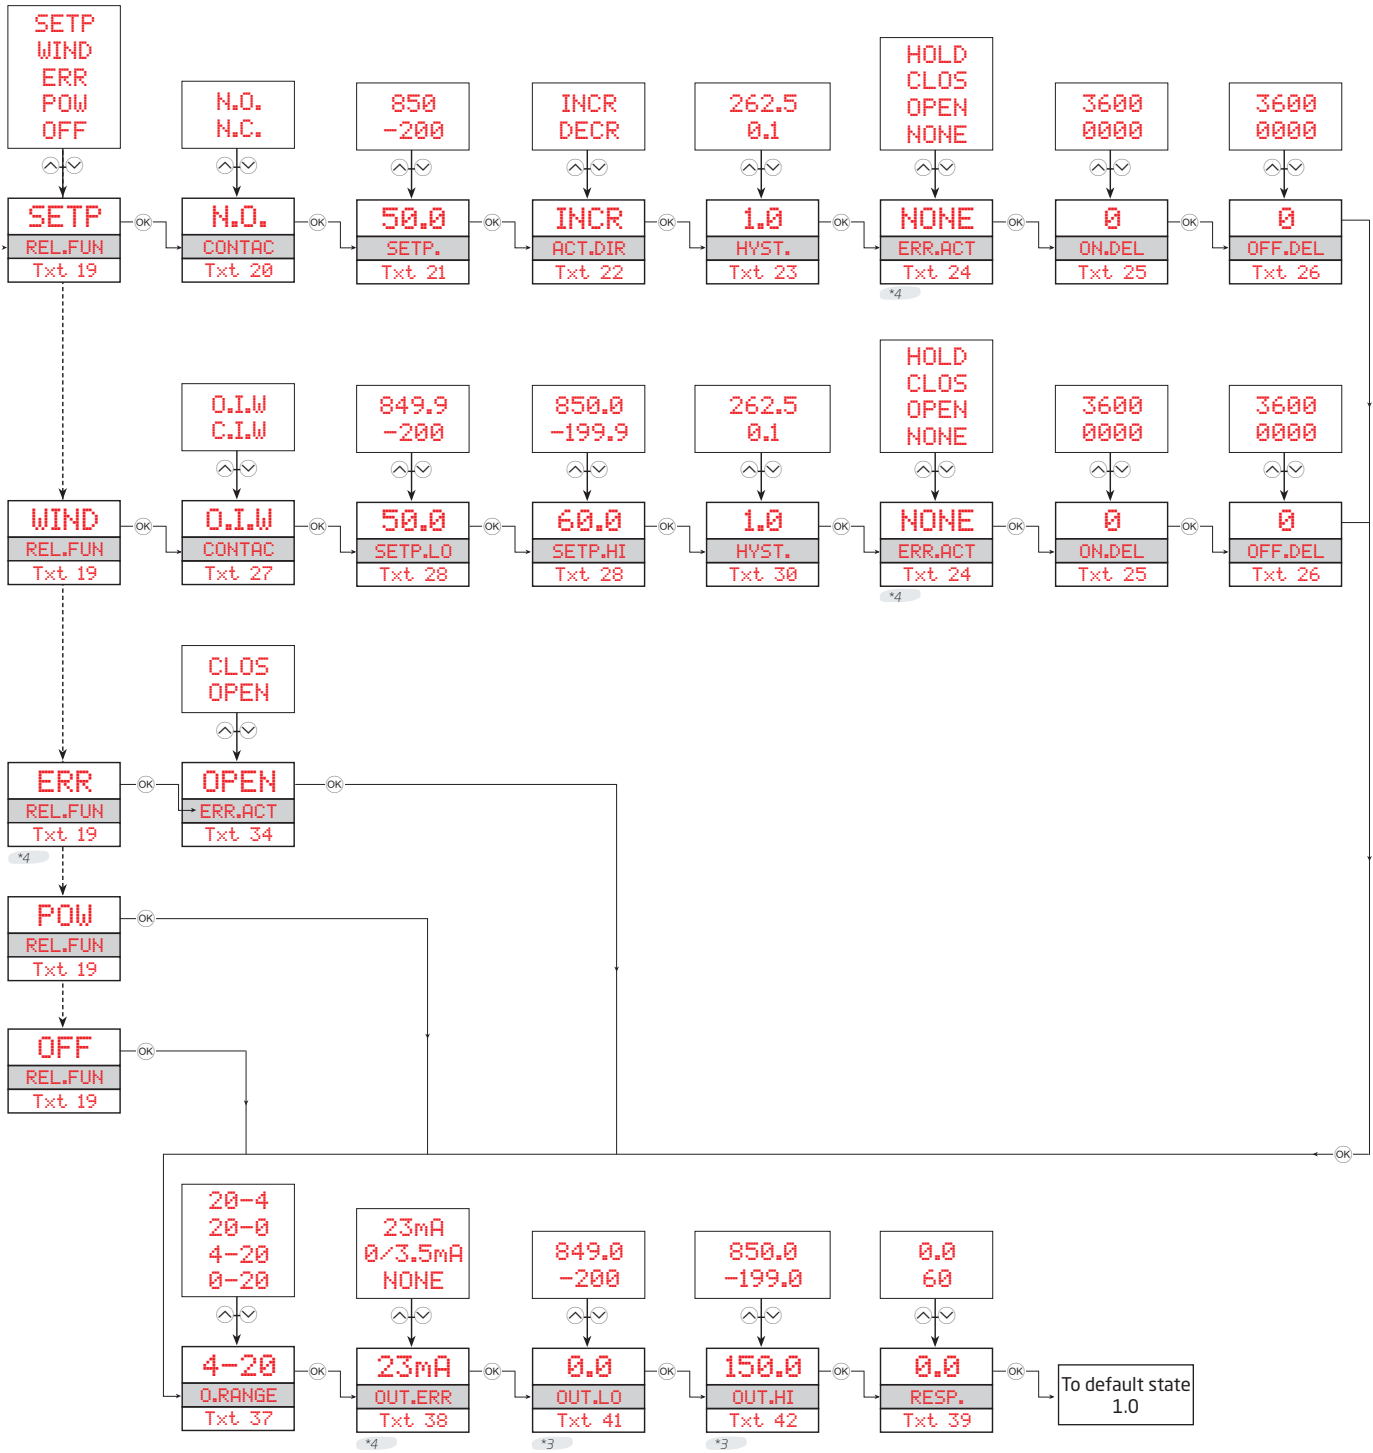 SETP
WIND
ERR
POW
OFF
N.O.
N.C.
850
-200
INCR
DECR
262.5
0.1
HOLD
CLOS
OPEN
NONE
3600
0000
3600
0000
SETP
REL.FUN
Txt 19
OK
N.O.
CONTAC
Txt 20
OK
50.0
SETP.
Txt 21
OK
INCR
ACT.DIR
Txt 22
OK
1.0
HYST.
Txt 23
OK
NONE
ERR.ACT
Txt 24
*4
OK
0
ON.DEL
Txt 25
OK
0
OFF.DEL
Txt 26
O.I.W
C.I.W
849.9
-200
850.0
-199.9
262.5
0.1
HOLD
CLOS
OPEN
NONE
3600
0000
3600
0000
WIND
REL.FUN
Txt 19
OK
O.I.W
CONTAC
Txt 27
OK
50.0
SETP.LO
Txt 28
OK
60.0
SETP.HI
Txt 28
OK
1.0
HYST.
Txt 30
OK
NONE
ERR.ACT
Txt 24
*4
OK
0
ON.DEL
Txt 25
OK
0
OFF.DEL
Txt 26
CLOS
OPEN
ERR
REL.FUN
Txt 19
*4
OK
OPEN
ERR.ACT
Txt 34
OK
POW
REL.FUN
Txt 19
OK
OFF
REL.FUN
Txt 19
OK
OK
20-4
20-0
4-20
0-20
23mA
0/3.5mA
NONE
849.0
-200
850.0
-199.0
0.0
60
4-20
O.RANGE
Txt 37
OK
23mA
OUT.ERR
Txt 38
*4
OK
0.0
OUT.LO
Txt 41
*3
OK
150.0
OUT.HI
Txt 42
*3
OK
0.0
RESP.
Txt 39
OK
To default state
1.0